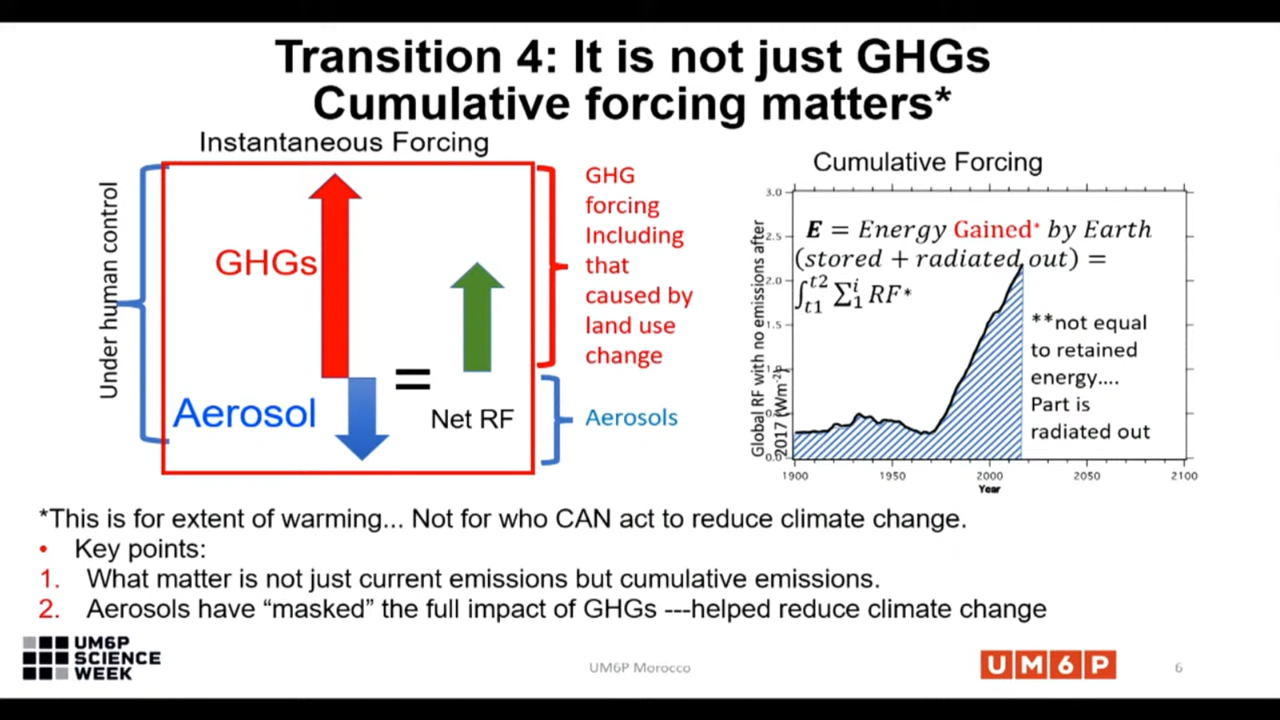 Transition 4: It is not just GHGs
Cumulative forcing matters*
Instantaneous Forcing
Under human control
GHGs
Aerosol
=
Net RF
GHG
forcing
Including
that
caused by
land use
change
Aerosols
Cumulative Forcing
Global RF with no emissions after
2017 (Wm-2)
3.0
2.5
2.0
1.5
1.
0.
0.0
E = Energy Gained* by Earth
(stored + radiated out) =
∫t1t2 Σ1i RF*
**not equal
to retained
energy....
Part is
radiated out
1900
1950
2000
2050
2100
Year
*This is for extent of warming... Not for who CAN act to reduce climate change.
• Key points:
1. What matter is not just current emissions but cumulative emissions.
2. Aerosols have “masked” the full impact of GHGs ---helped reduce climate change
UM6P
SCIENCE
WEEK
UM6P Morocco
UM6P
6